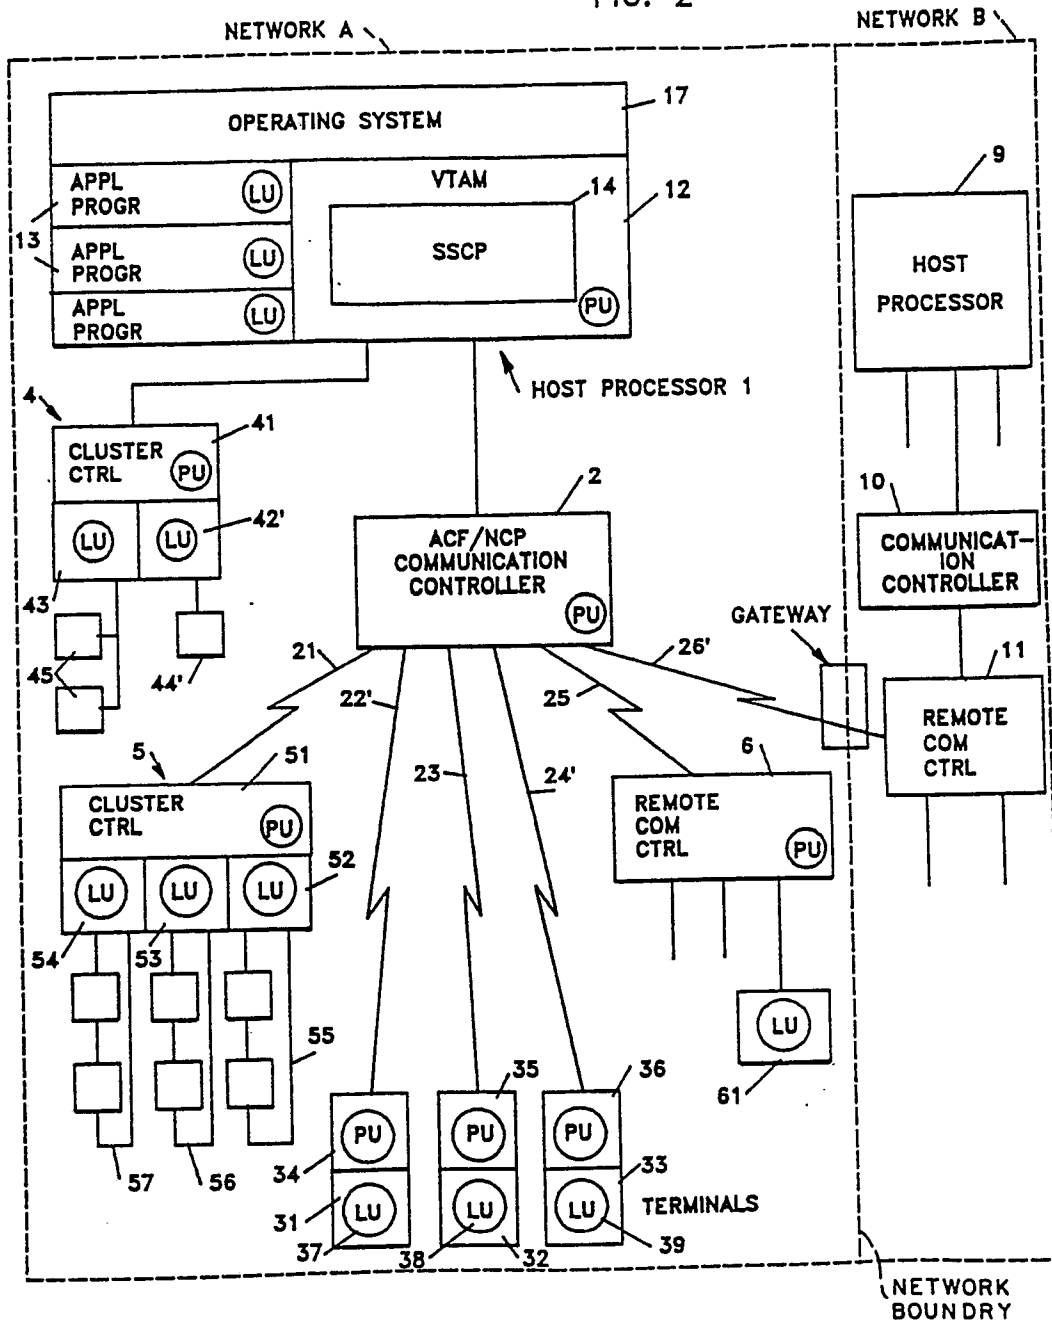 FIG. 2
NETWORK A
NETWORK B
17
OPERATING SYSTEM
APPL
PROGR
LU
13
APPL
PROGR
LU
APPL
PROGR
LU
VTAM
14
12
SSCP
PU
HOST PROCESSOR 1
9
HOST
PROCESSOR
4
41
CLUSTER
CTRL
PU
LU
LU
42'
43
45
44'
2
ACF/NCP
COMMUNICATION
CONTROLLER
PU
10
COMMUNICAT-
ION
CONTROLLER
GATEWAY
11
REMOTE
COM
CTRL
21
22'
23
24'
25
26'
5
51
CLUSTER
CTRL
PU
LU
LU
LU
52
54
53
55
57
56
6
REMOTE
COM
CTRL
PU
LU
61
35
36
PU
PU
PU
34
33
31
LU
LU
LU
TERMINALS
37
38
32
39
NETWORK
BOUNDRY